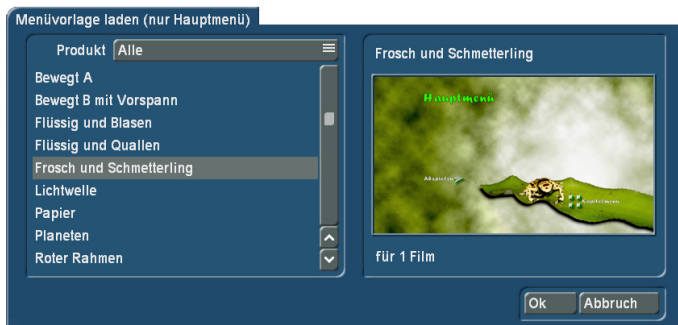 Menüvorlage laden (nur Hauptmenü)
Produkt Alle
Bewegt A
Bewegt B mit Vorspann
Flüssig und Blasen
Flüssig und Quallen
Frosch und Schmetterling
Lichtwelle
Papier
Planeten
Roter Rahmen
Frosch und Schmetterling
Hauptmenü
Abspielen
für 1 Film
Ok Abbruch